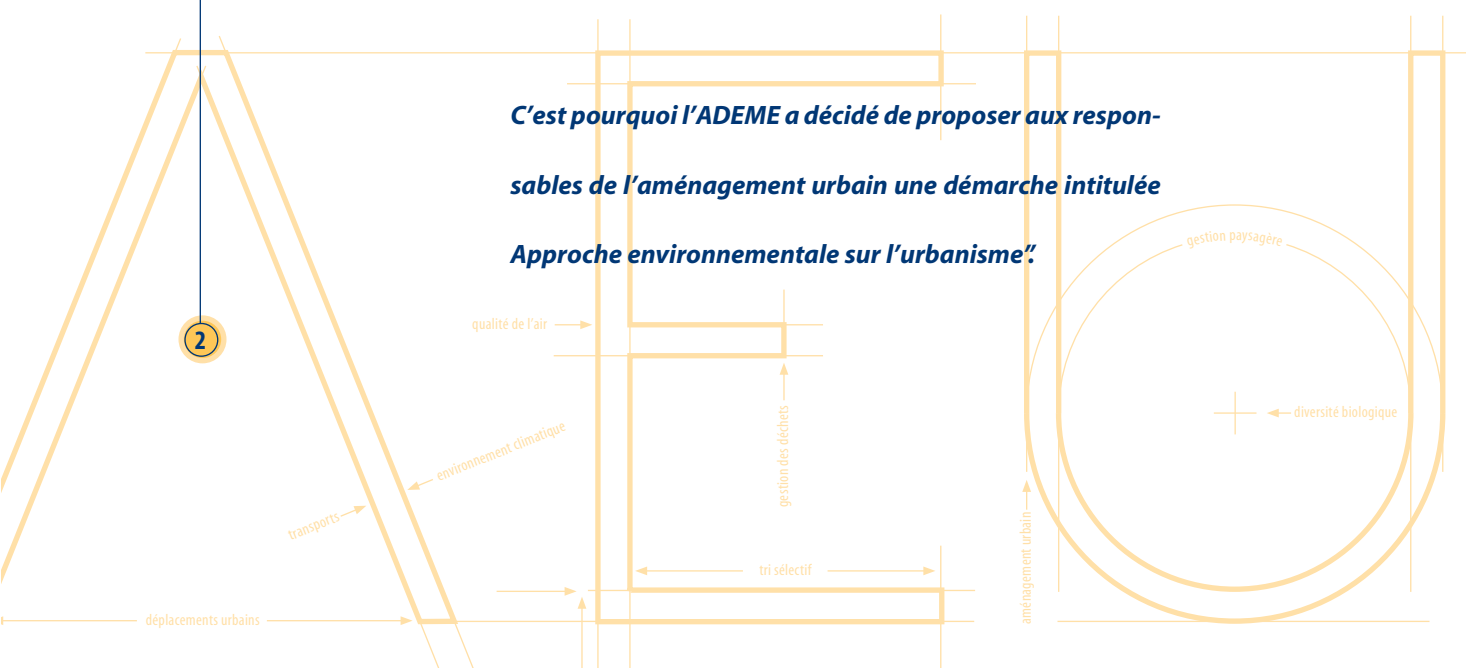 C'est pourquoi l'ADEME a décidé de proposer aux respon-
sables de l'aménagement urbain une démarche intitulée
Approche environnementale sur l'urbanisme".
gestion paysagère
qualité de l'air
2
diversité biologique
environnement climatique
gestion des déchets
transports
aménagement urbain
tri sélectif
déplacements urbains